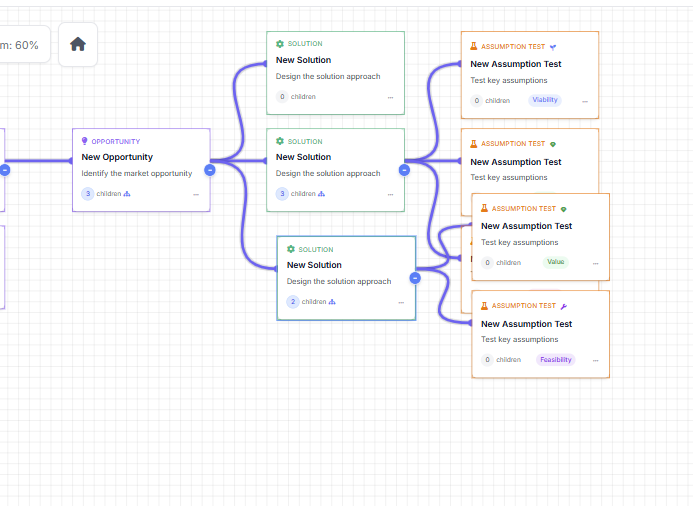 m: 60%
SOLUTION
New Solution
Design the solution approach
0 children ...
ASSUMPTION TEST
New Assumption Test
Test key assumptions
0 children Viability ...
OPPORTUNITY
New Opportunity
Identify the market opportunity
3 children ...
SOLUTION
New Solution
Design the solution approach
3 children ...
ASSUMPTION TEST
New Assumption Test
Test key assumptions
ASSUMPTION TEST
New Assumption Test
Test key assumptions
0 children Value ...
SOLUTION
New Solution
Design the solution approach
2 children ...
ASSUMPTION TEST
New Assumption Test
Test key assumptions
0 children Feasibility ...